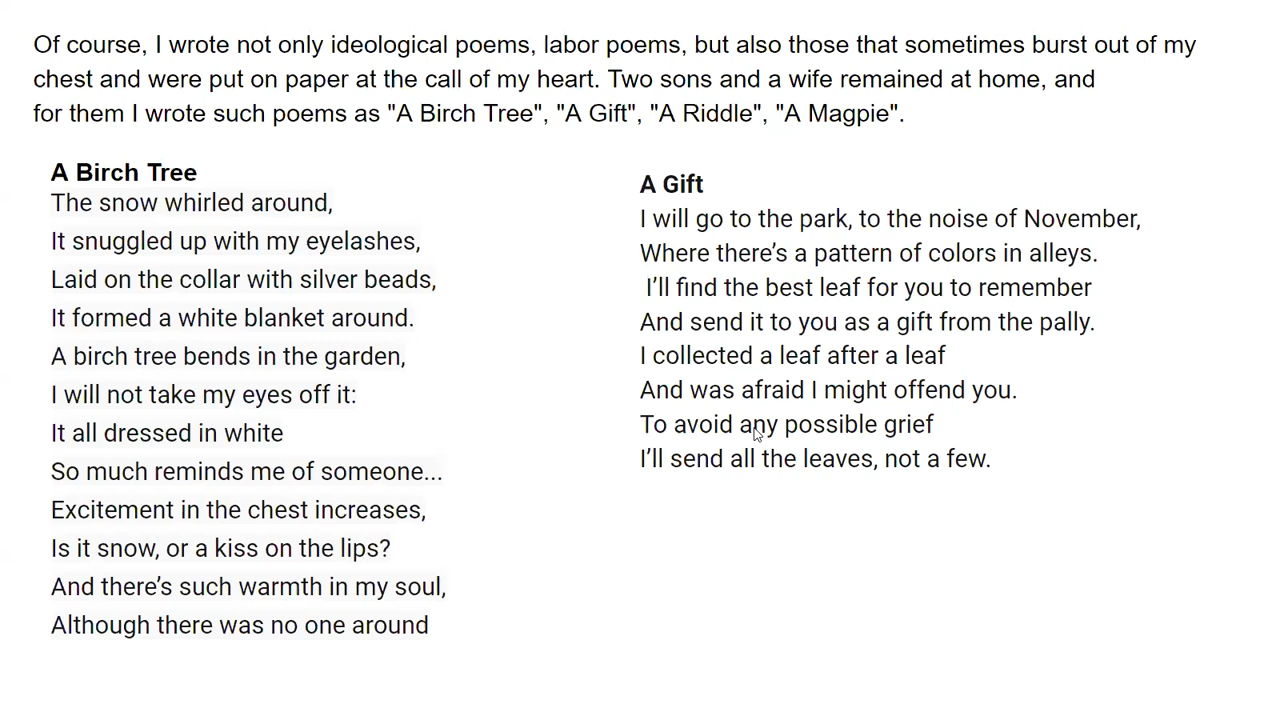 Of course, I wrote not only ideological poems, labor poems, but also those that sometimes burst out of my
chest and were put on paper at the call of my heart. Two sons and a wife remained at home, and
for them I wrote such poems as "A Birch Tree", "A Gift", "A Riddle", "A Magpie".
A Birch Tree
The snow whirled around,
It snuggled up with my eyelashes,
Laid on the collar with silver beads,
It formed a white blanket around.
A birch tree bends in the garden,
I will not take my eyes off it:
It all dressed in white
So much reminds me of someone...
Excitement in the chest increases,
Is it snow, or a kiss on the lips?
And there’s such warmth in my soul,
Although there was no one around
A Gift
I will go to the park, to the noise of November,
Where there’s a pattern of colors in alleys.
I’ll find the best leaf for you to remember
And send it to you as a gift from the pally.
I collected a leaf after a leaf
And was afraid I might offend you.
To avoid any possible grief
I’ll send all the leaves, not a few.